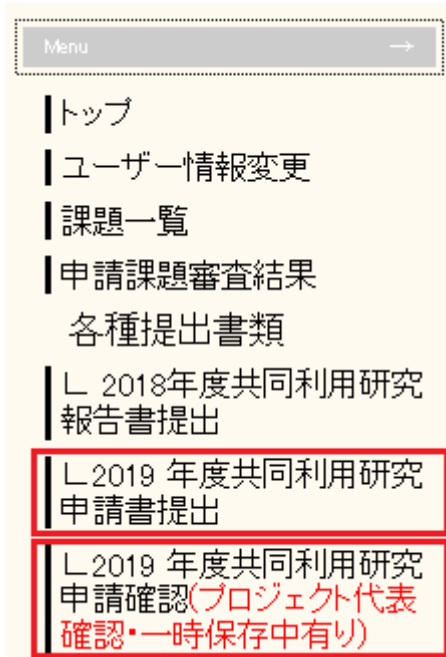 Menu →
トップ
ユーザー情報変更
課題一覧
申請課題審査結果
各種提出書類
∟ 2018年度共同利用研究
報告書提出
∟2019 年度共同利用研究
申請書提出
∟2019 年度共同利用研究
申請確認(プロジェクト代表
確認・一時保存中有り)